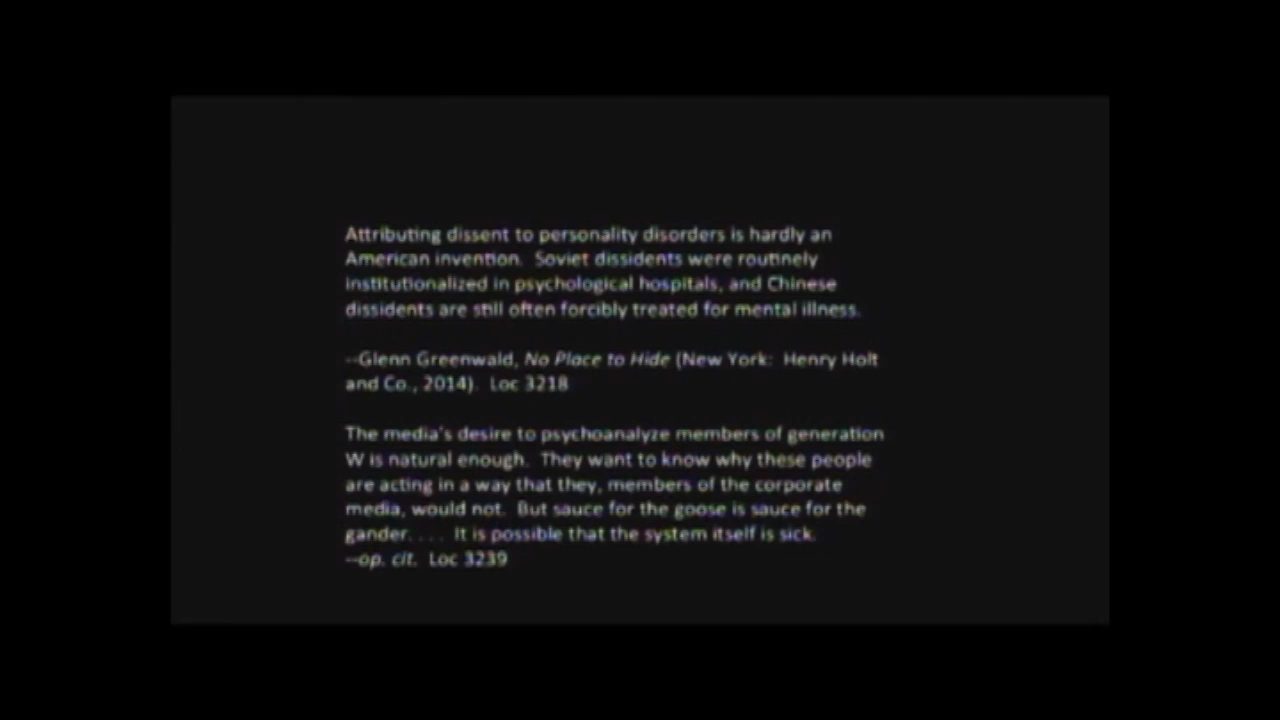 Attributing dissent to personality disorders is hardly an
American invention.  Soviet dissidents were routinely
institutionalized in psychological hospitals, and Chinese
dissidents are still often forcibly treated for mental illness.
--Glenn Greenwald, No Place to Hide (New York:  Henry Holt
and Co., 2014).  Loc 3218
The media's desire to psychoanalyze members of generation
W is natural enough.  They want to know why these people
are acting in a way that they, members of the corporate
media, would not.  But sauce for the goose is sauce for the
gander. . . .  It is possible that the system itself is sick.
--op. cit.  Loc 3239